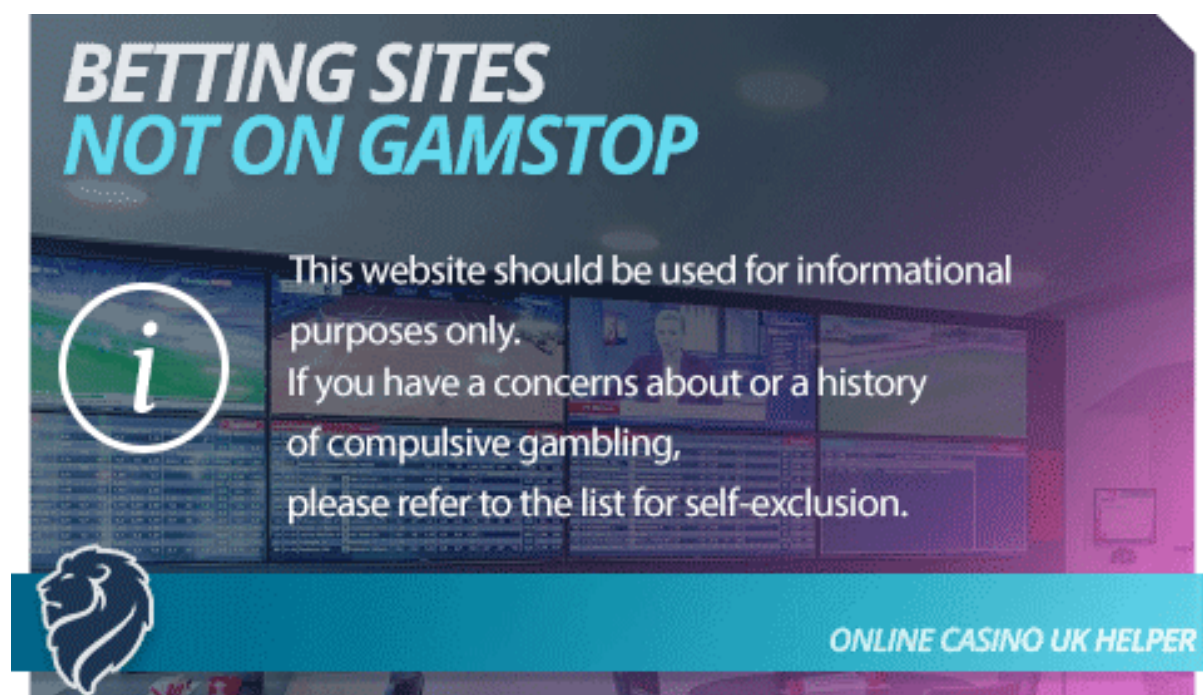 BETTING SITES
NOT ON GAMSTOP
This website should be used for informational
purposes only.
If you have a concerns about or a history
of compulsive gambling,
please refer to the list for self-exclusion.
ONLINE CASINO UK HELPER